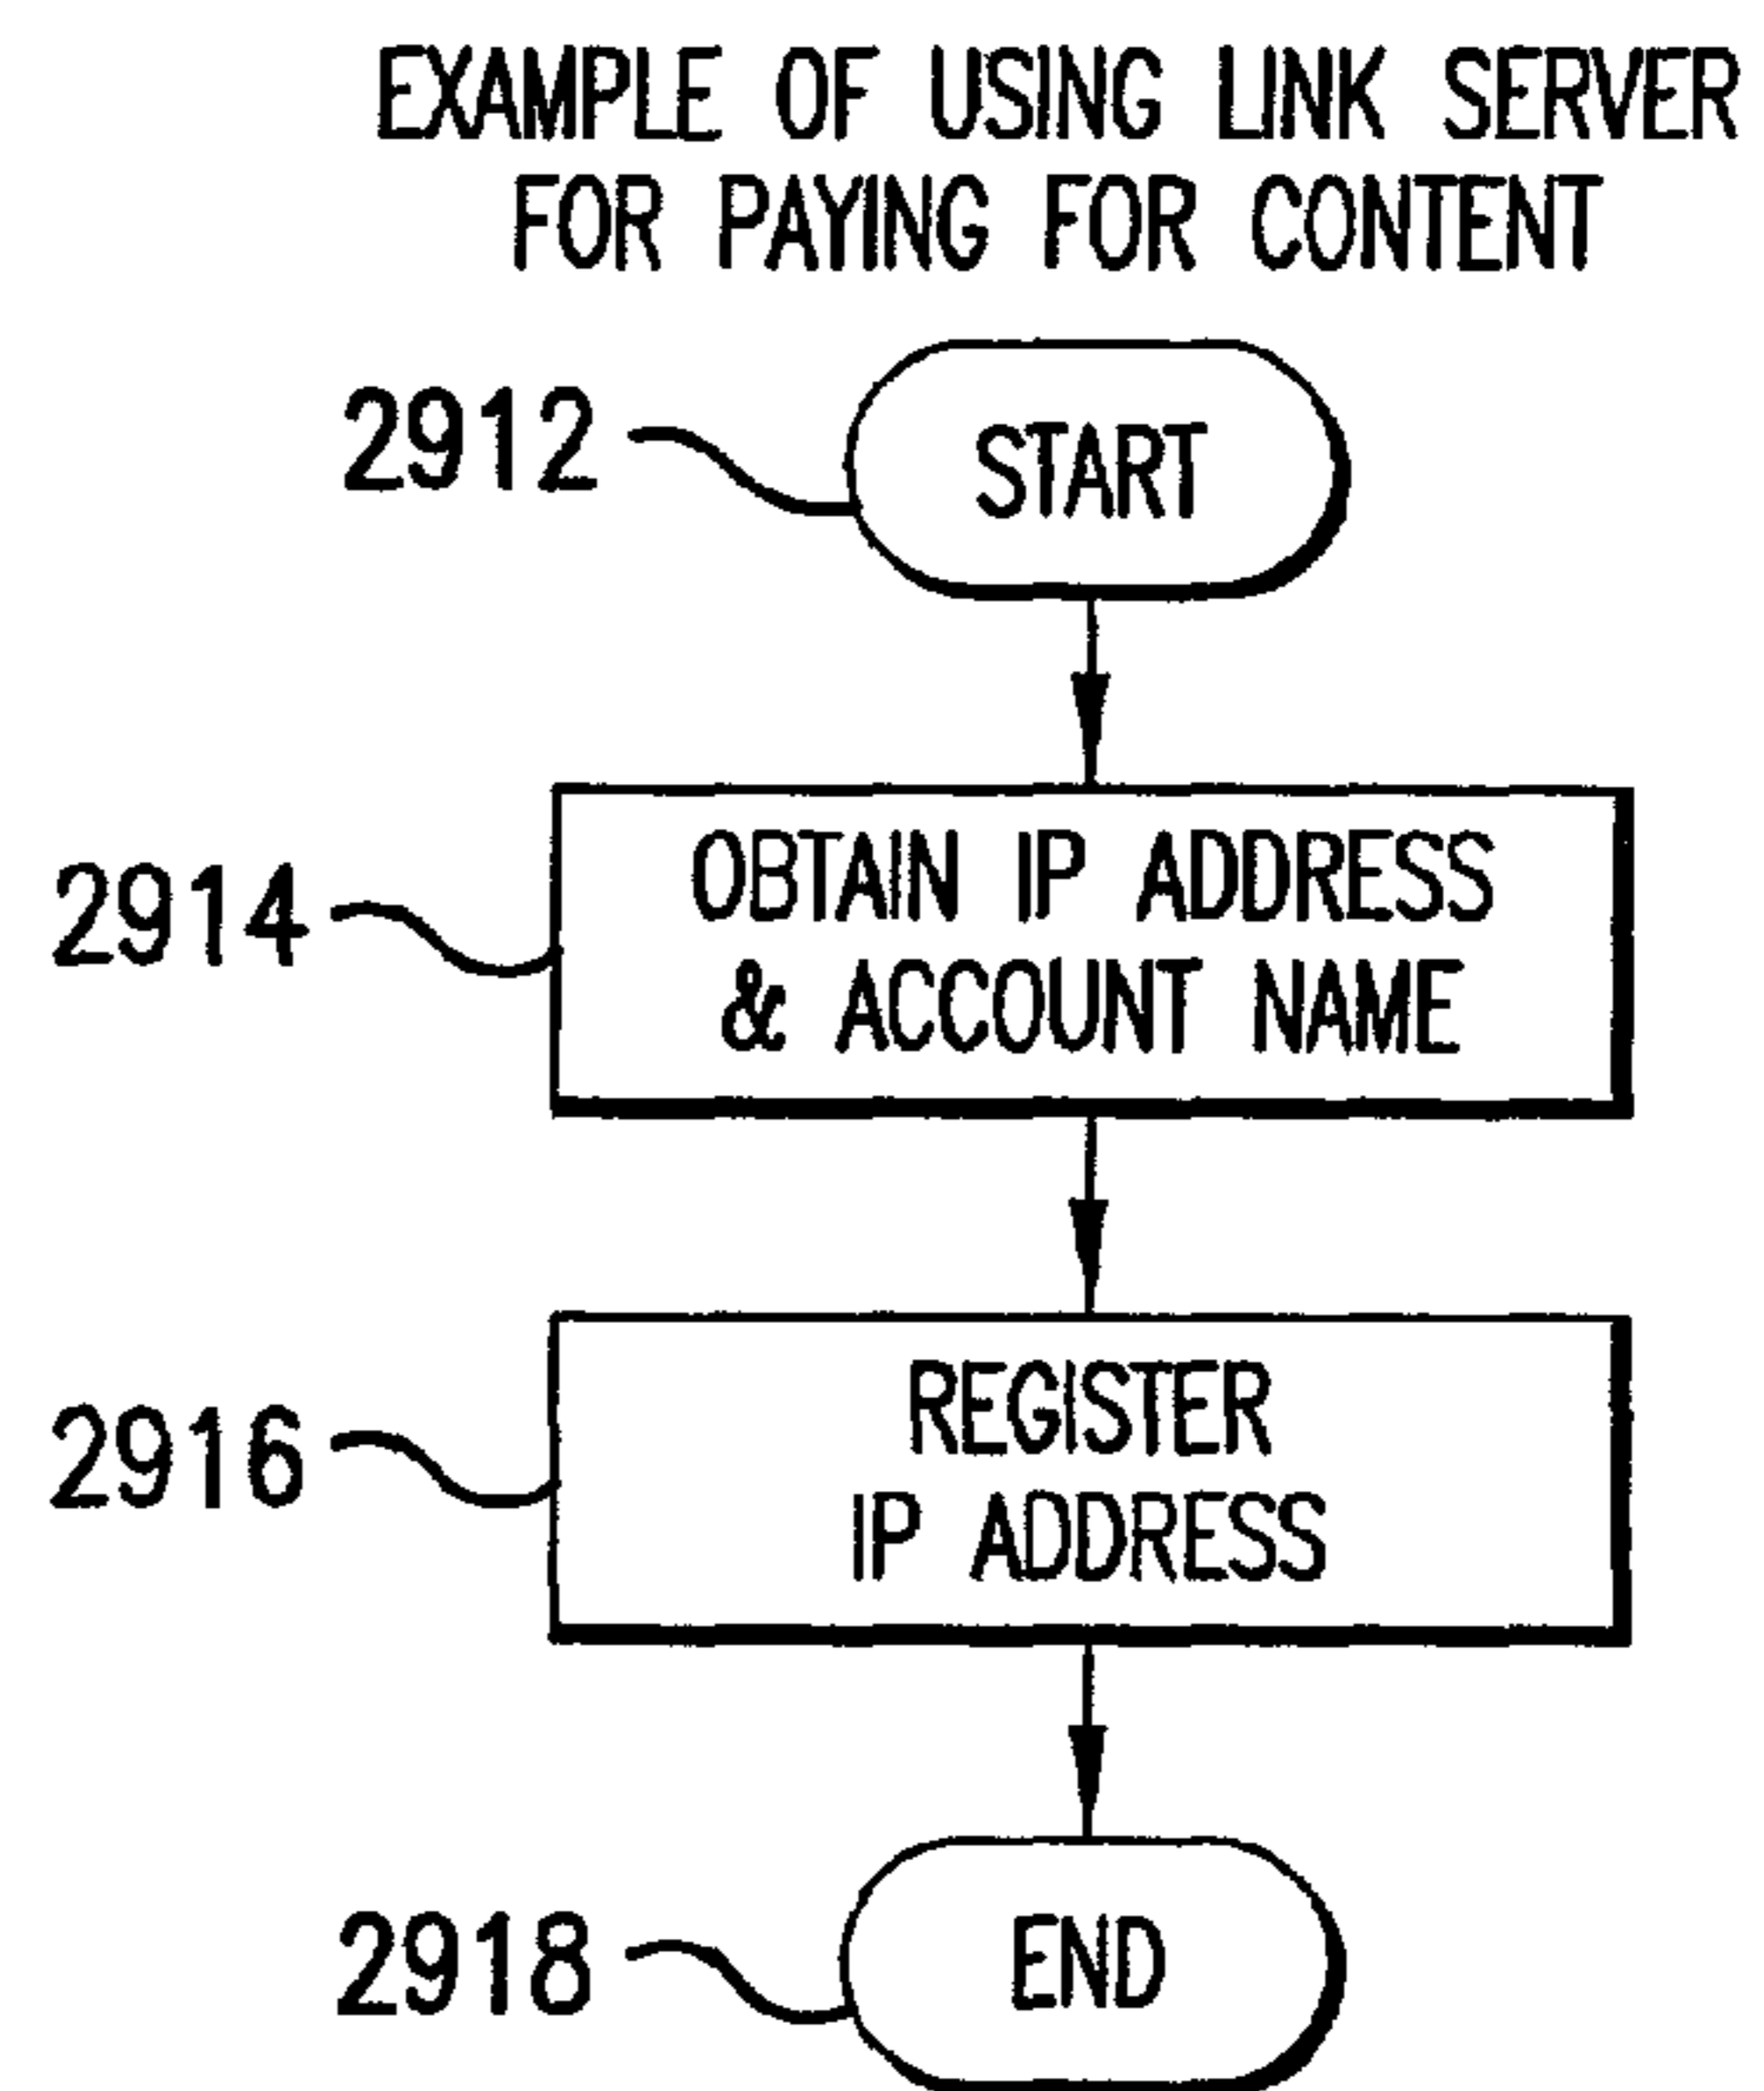 EXAMPLE OF USING LINK SERVER
FOR PAYING FOR CONTENT
2912
START
2914
OBTAIN IP ADDRESS
& ACCOUNT NAME
2916
REGISTER
IP ADDRESS
2918
END